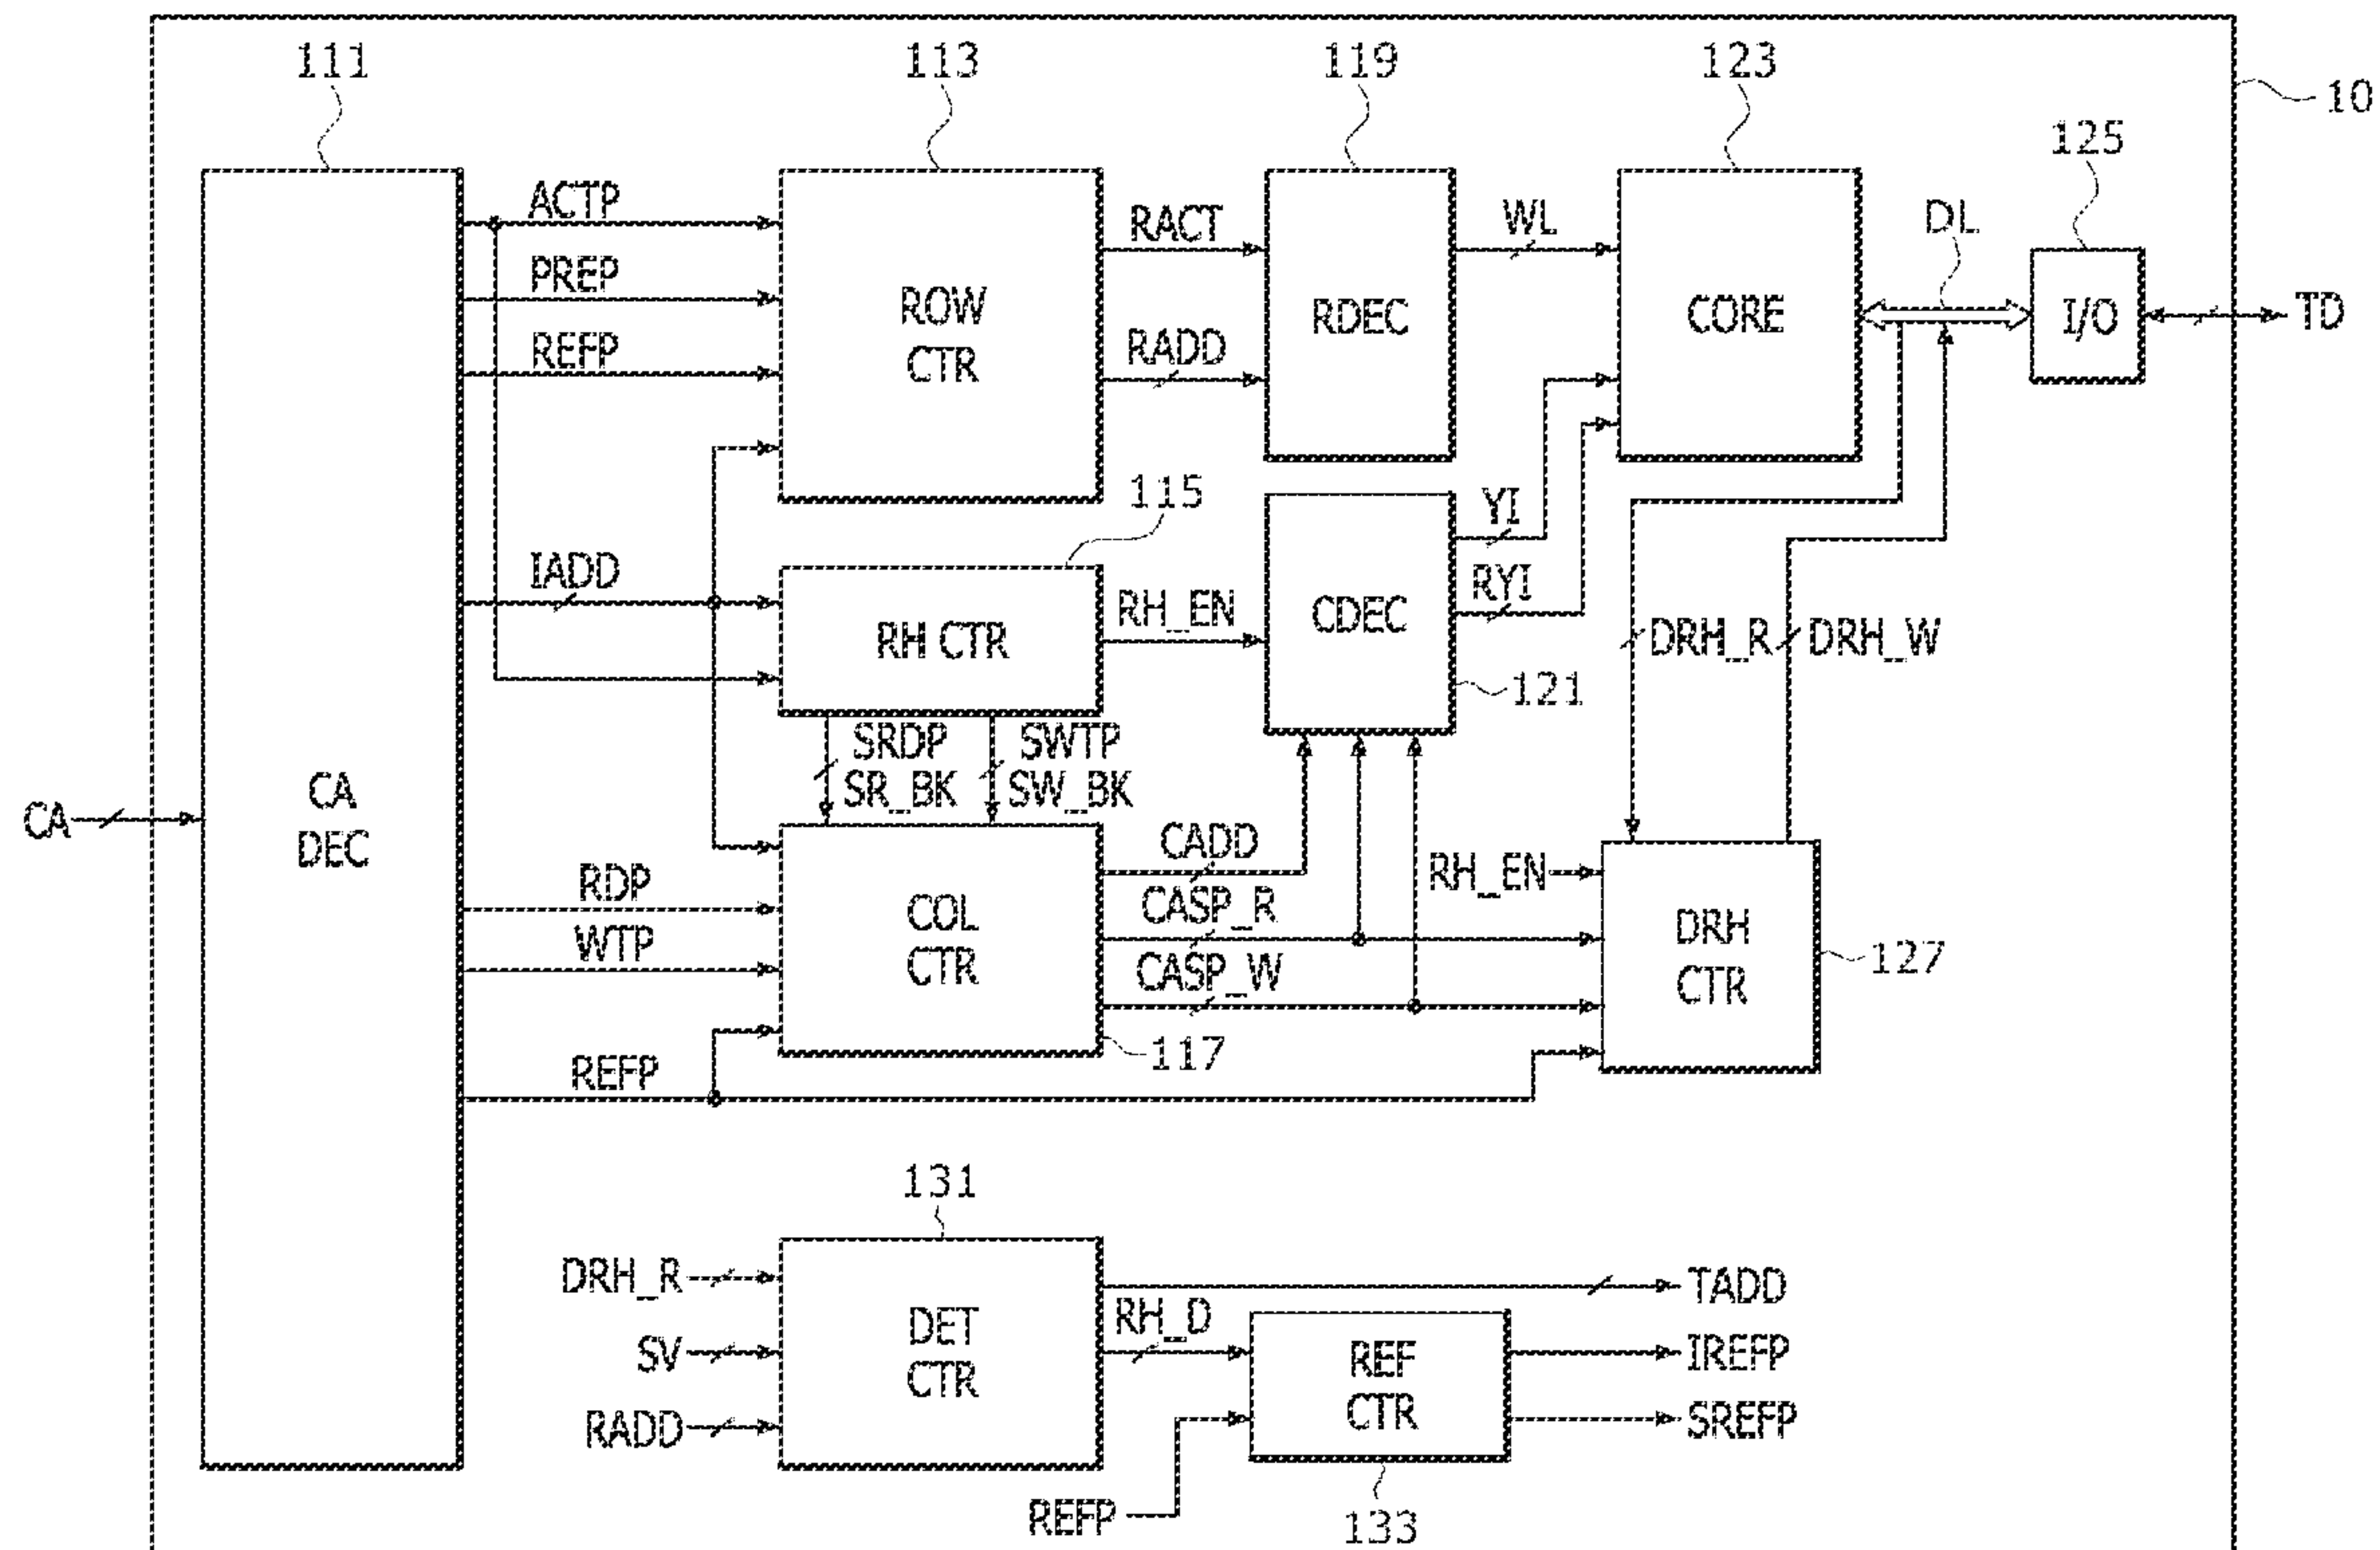 111
113
119
123
10
125
ACTP
PREP
REFP
ROW
CTR
RACT
RADD
RDEC
WL
CORE
DL
I/O
TD
115
IADD
RH CTR
RH_EN
YI
RYI
CDEC
121
DRH_R
DRH_W
SRDP
SR_BK
SWTP
SW_BK
CA
CA
DEC
RDP
WTP
REFP
COL
CTR
117
CADD
CASP_R
CASP_W
RH_EN
DRH
CTR
127
131
DRH_R
SV
RADD
DET
CTR
RH_D
REFP
REF
CTR
133
TADD
IREFP
SREFP